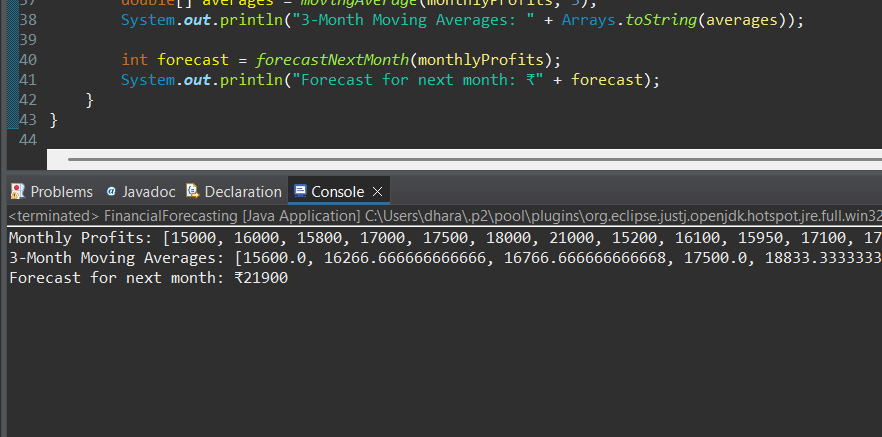 37 double[] averages = movingAverage(monthlyProfits, 3);
38 System.out.println("3-Month Moving Averages: " + Arrays.toString(averages));
39
40 int forecast = forecastNextMonth(monthlyProfits);
41 System.out.println("Forecast for next month: ₹" + forecast);
42 }
43 }
44
Problems @ Javadoc Declaration Console
<terminated> FinancialForecasting [Java Application] C:\Users\dhara\.p2\pool\plugins\org.eclipse.justj.openjdk.hotspot.jre.full.win32
Monthly Profits: [15000, 16000, 15800, 17000, 17500, 18000, 21000, 15200, 16100, 15950, 17100, 17
3-Month Moving Averages: [15600.0, 16266.666666666666, 16766.666666666668, 17500.0, 18833.3333333
Forecast for next month: ₹21900